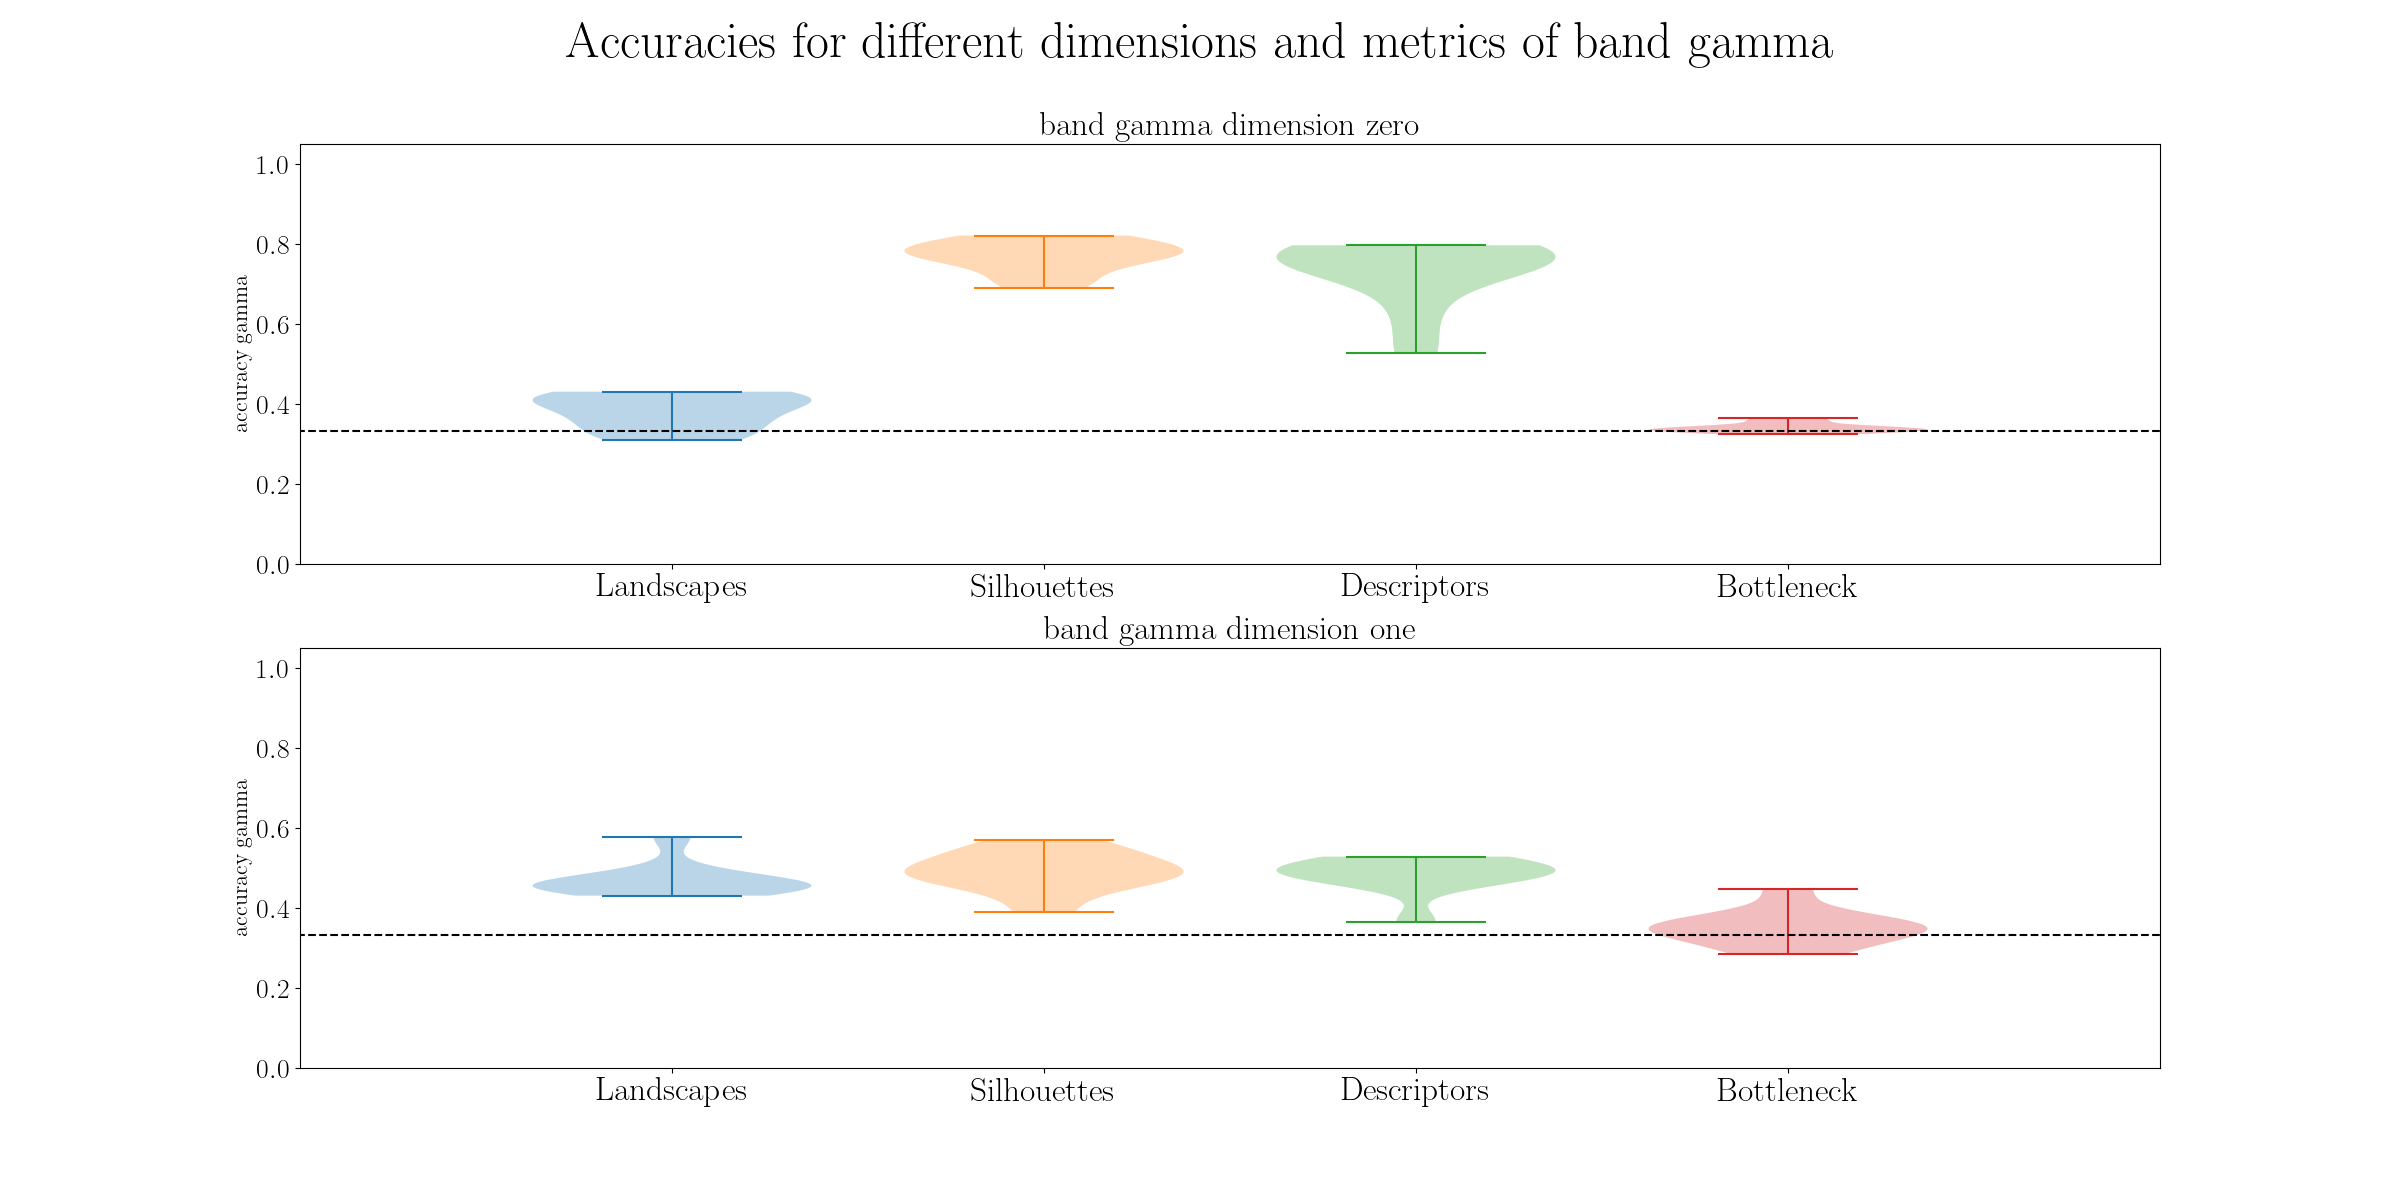 Accuracies for different dimensions and metrics of band gamma
band gamma dimension zero
accuracy gamma
1.0
0.8
0.6
0.4
0.2
0.0
Landscapes Silhouettes Descriptors Bottleneck
band gamma dimension one
accuracy gamma
1.0
0.8
0.6
0.4
0.2
0.0
Landscapes Silhouettes Descriptors Bottleneck